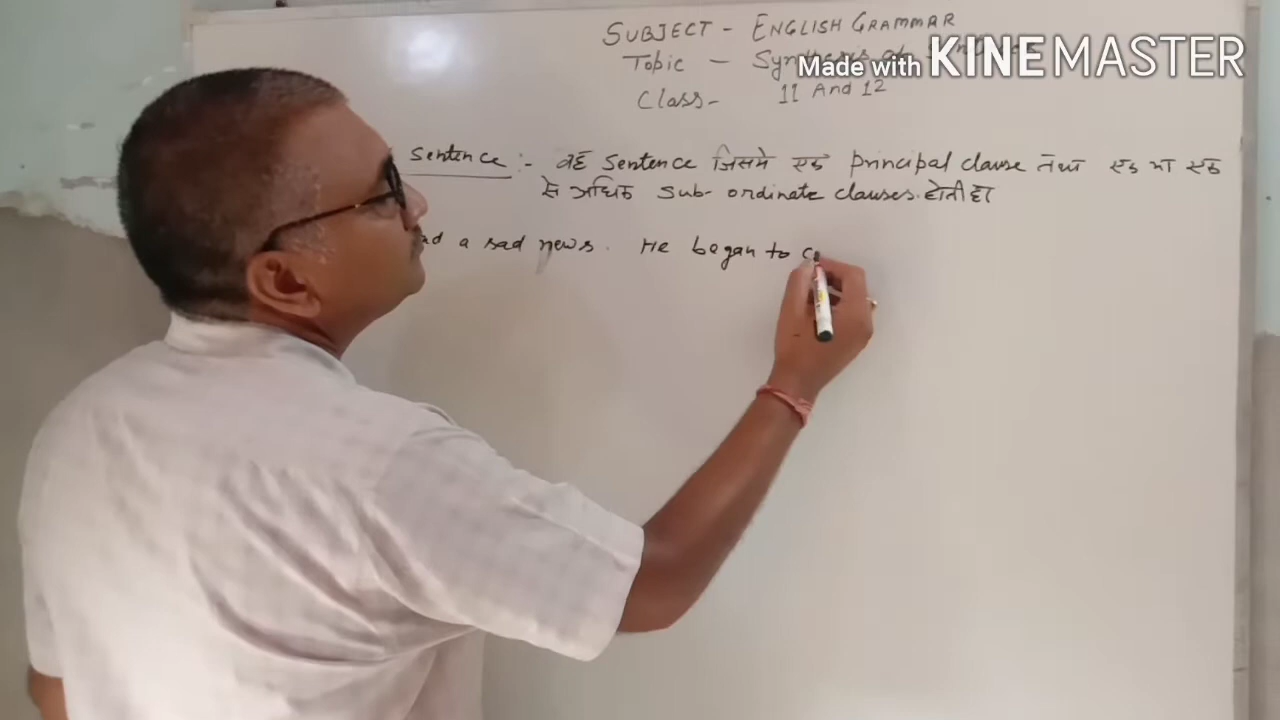 SUBJECT - ENGLISH GRAMMAR
Topic -
Made with KINEMASTER
Class - 11 And 12
Sentence :- वह Sentence जिसमे एक principal clause तथा एक या एक
से अधिक Sub-ordinate clauses होती है।
a sad news. He began to